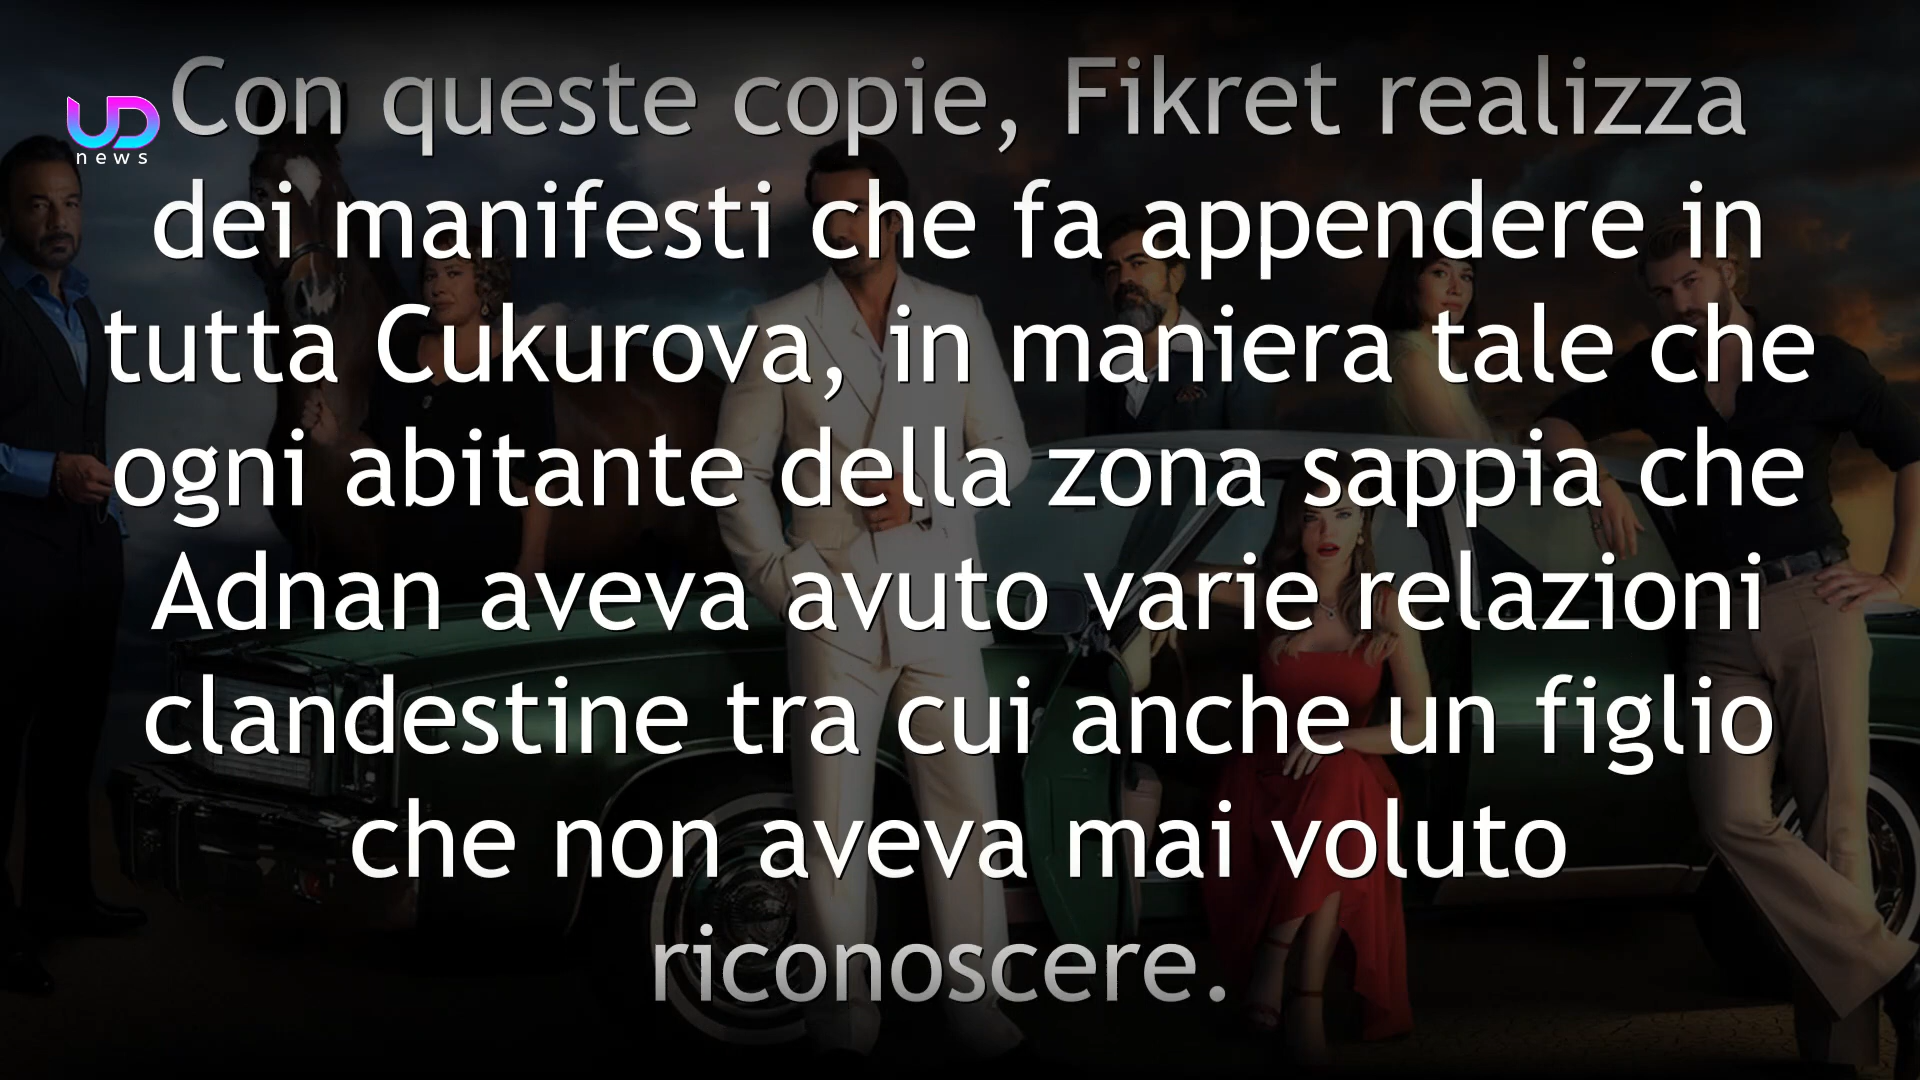 Con queste copie, Fikret realizza
dei manifesti che fa appendere in
tutta Cukurova, in maniera tale che
ogni abitante della zona sappia che
Adnan aveva avuto varie relazioni
clandestine tra cui anche un figlio
che non aveva mai voluto
riconoscere.
UD
news